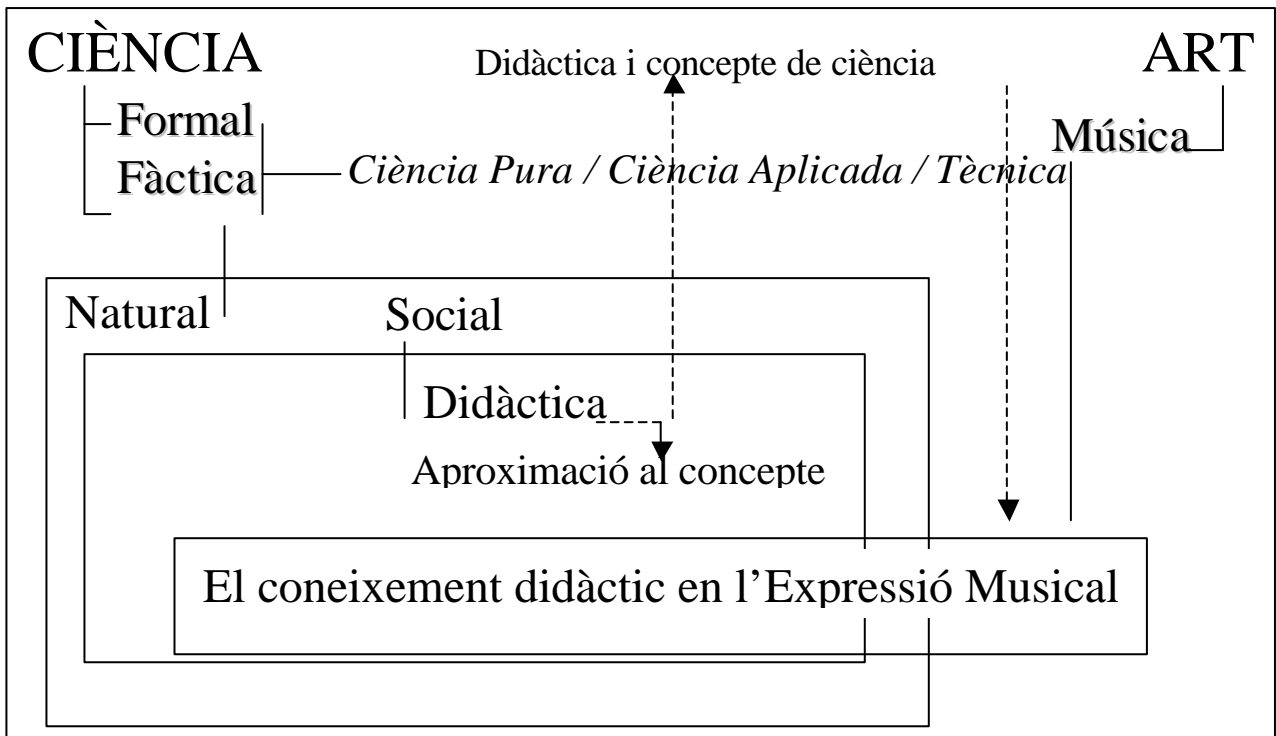 CIÈNCIA
Didàctica i concepte de ciència
ART
Formal
Música
Fàctica
Ciència Pura / Ciència Aplicada / Tècnica
Natural
Social
Didàctica
Aproximació al concepte
El coneixement didàctic en l’Expressió Musical